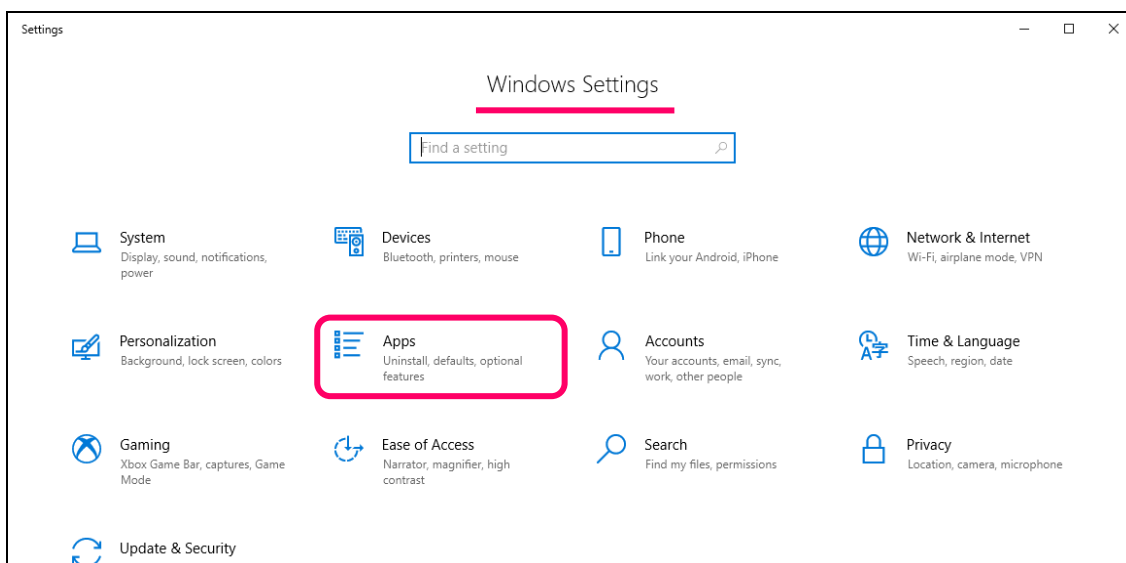 Settings
Windows Settings
Find a setting
System
Display, sound, notifications,
power
Devices
Bluetooth, printers, mouse
Phone
Link your Android, iPhone
Network & Internet
Wi-Fi, airplane mode, VPN
Personalization
Background, lock screen, colors
Apps
Uninstall, defaults, optional
features
Accounts
Your accounts, email, sync,
work, other people
Time & Language
Speech, region, date
Gaming
Xbox Game Bar, captures, Game
Mode
Ease of Access
Narrator, magnifier, high
contrast
Search
Find my files, permissions
Privacy
Location, camera, microphone
Update & Security